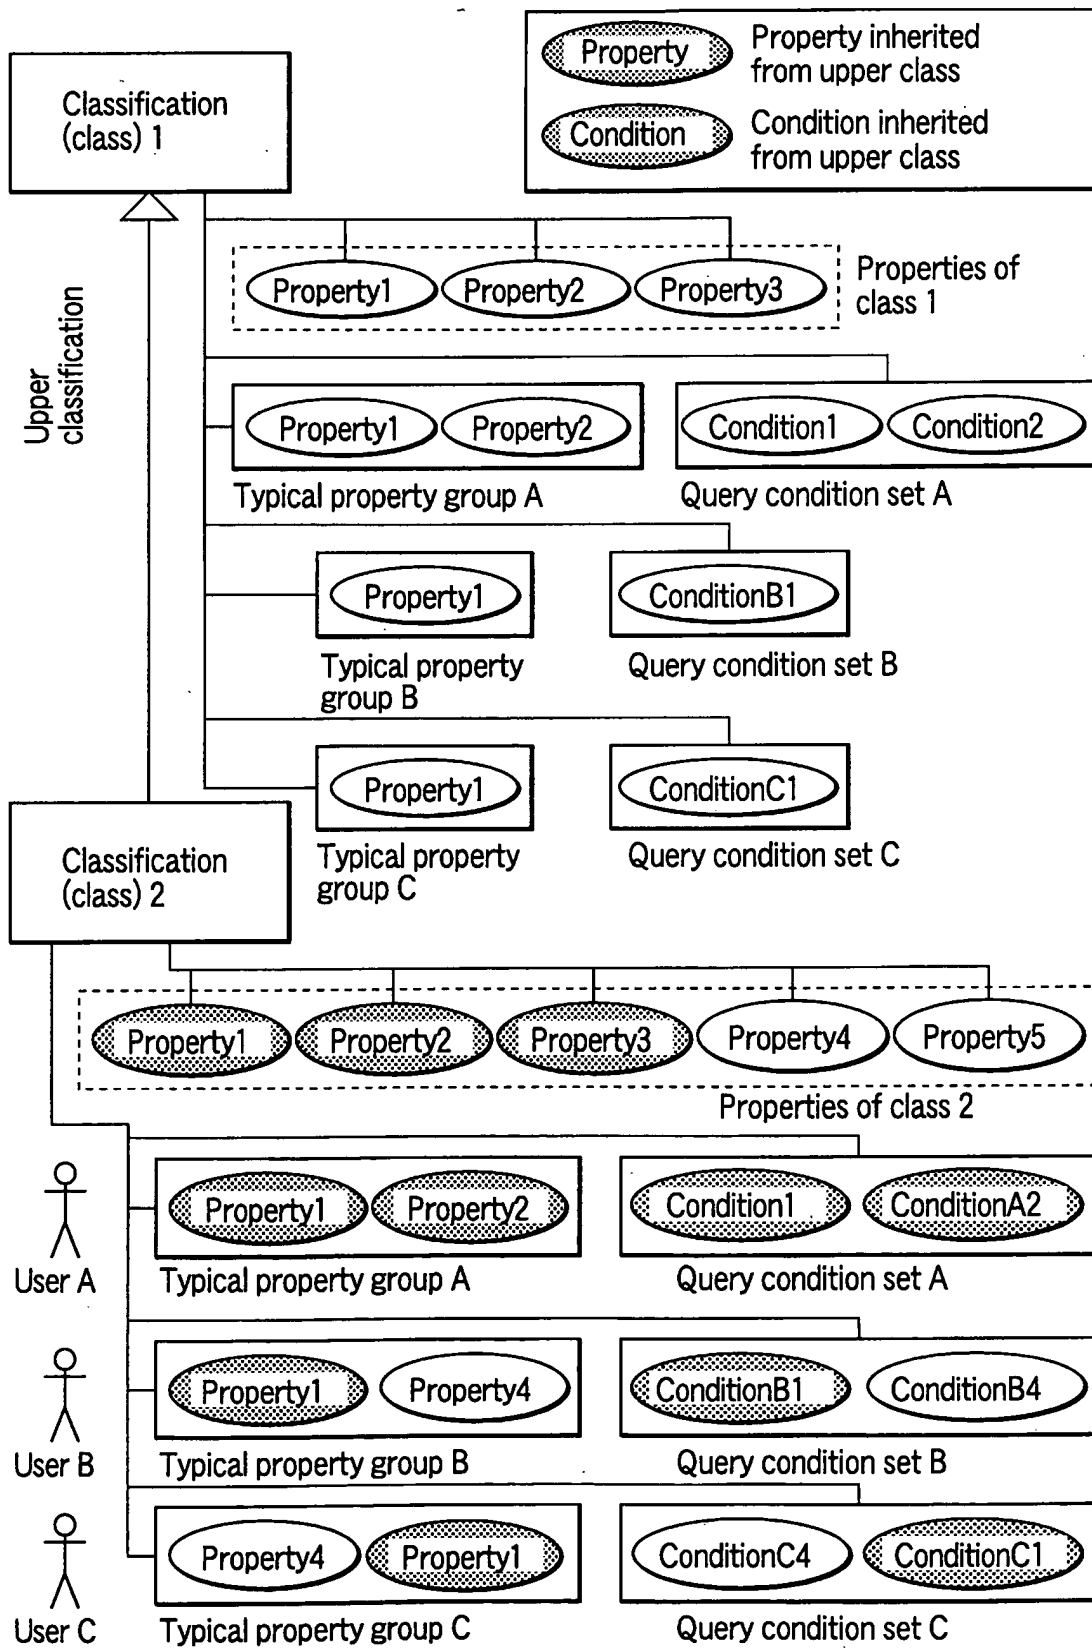 Property
Property inherited
from upper class
Condition
Condition inherited
from upper class
Classification
(class) 1
Upper
classification
Property1
Property2
Property3
Properties of
class 1
Property1
Property2
Condition1
Condition2
Typical property group A
Query condition set A
Property1
ConditionB1
Typical property
group B
Query condition set B
Property1
ConditionC1
Typical property
group C
Query condition set C
Classification
(class) 2
Property1
Property2
Property3
Property4
Property5
Properties of class 2
User A
Property1
Property2
Condition1
ConditionA2
Typical property group A
Query condition set A
User B
Property1
Property4
ConditionB1
ConditionB4
Typical property group B
Query condition set B
User C
Property4
Property1
ConditionC4
ConditionC1
Typical property group C
Query condition set C